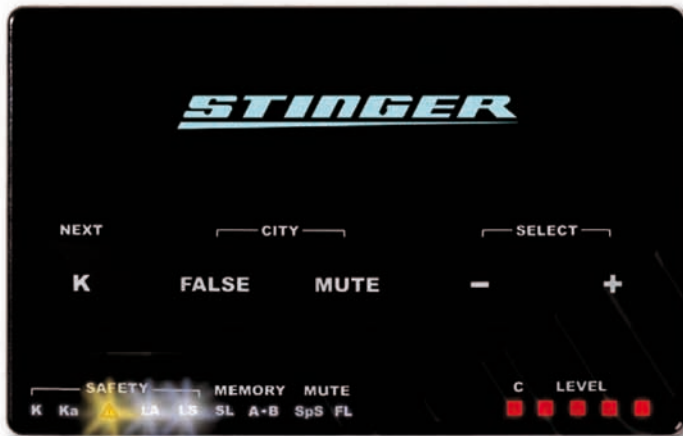 STINGER
NEXT CITY SELECT
K FALSE MUTE − +
SAFETY MEMORY MUTE C LEVEL
K Ka ⚠ LA LS SL A•B SpS FL